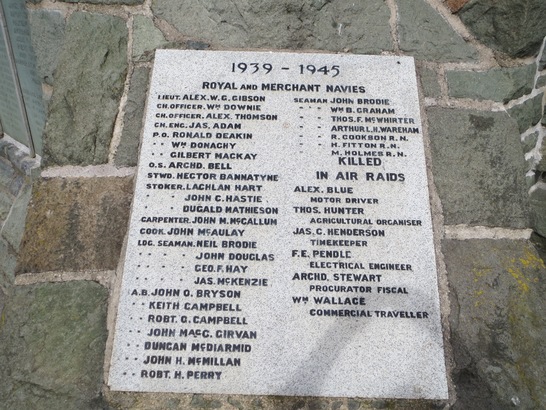 1939 - 1945
ROYAL AND MERCHANT NAVIES
LIEUT. ALEX. W. G. GIBSON
CH. OFFICER. WM DOWNIE
CH. OFFICER. ALEX. THOMSON
CH. ENG. JAS. ADAM
P.O. RONALD DEAKIN
" " WM DONAGHY
" " GILBERT MACKAY
O.S. ARCHD. BELL
STWD. HECTOR BANNATYNE
STOKER. LACHLAN HART
" " JOHN C. HASTIE
" " DUGALD MATHIESON
CARPENTER. JOHN M. McCALLUM
COOK. JOHN McAULAY
LDG. SEAMAN. NEIL BRODIE
" " " JOHN DOUGLAS
" " " GEO. F. HAY
" " " JAS. McKENZIE
A.B. JOHN O. BRYSON
" " KEITH CAMPBELL
" " ROBT. G. CAMPBELL
" " JOHN MACG. GIRVAN
" " DUNCAN McDIARMID
" " JOHN H. McMILLAN
" " ROBT. H. PERRY
SEAMAN JOHN BRODIE
" " WM B. GRAHAM
" " THOS. F. McWHIRTER
" " ARTHUR L.H. WAREHAM
" " R. COOKSON R.N.
" " H. FITTON R.N.
" " M. HOLMES R.N.
KILLED
IN AIR RAIDS
ALEX. BLUE
MOTOR DRIVER
THOS. HUNTER
AGRICULTURAL ORGANISER
JAS. C. HENDERSON
TIMEKEEPER
F.E. PENDLE
ELECTRICAL ENGINEER
ARCHD. STEWART
PROCURATOR FISCAL
WM WALLACE
COMMERCIAL TRAVELLER